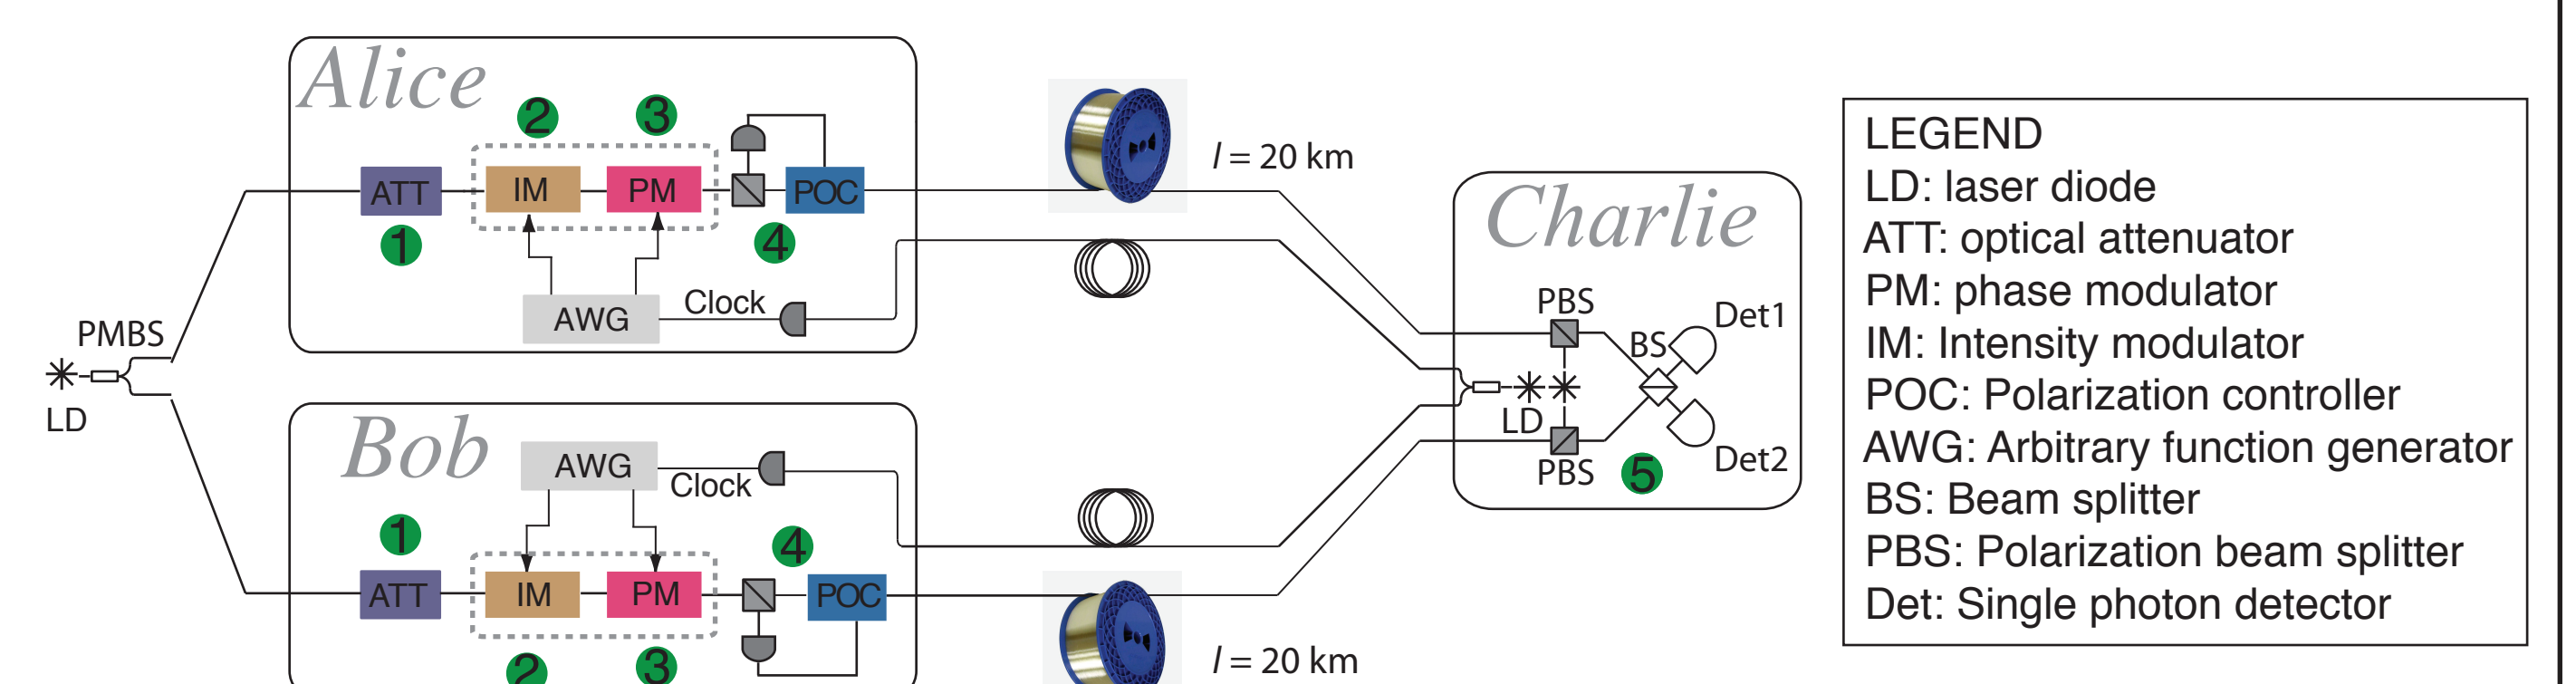 Alice
2
3
ATT
IM
PM
POC
1
4
AWG
Clock
l = 20 km
PMBS
LD
Bob
AWG
Clock
1
4
ATT
IM
PM
POC
2
3
l = 20 km
Charlie
PBS
Det1
BS
LD
PBS
Det2
5
LEGEND
LD: laser diode
ATT: optical attenuator
PM: phase modulator
IM: Intensity modulator
POC: Polarization controller
AWG: Arbitrary function generator
BS: Beam splitter
PBS: Polarization beam splitter
Det: Single photon detector